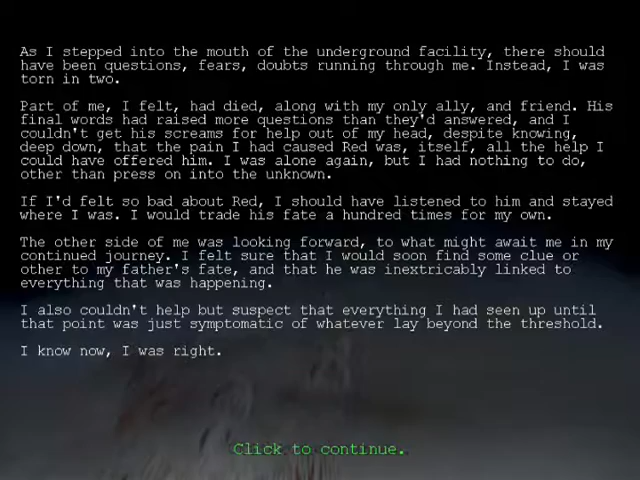 As I stepped into the mouth of the underground facility, there should
have been questions, fears, doubts running through me. Instead, I was
torn in two.
Part of me, I felt, had died, along with my only ally, and friend. His
final words had raised more questions than they'd answered, and I
couldn't get his screams for help out of my head, despite knowing,
deep down, that the pain I had caused Red was, itself, all the help I
could have offered him. I was alone again, but I had nothing to do,
other than press on into the unknown.
If I'd felt so bad about Red, I should have listened to him and stayed
where I was. I would trade his fate a hundred times for my own.
The other side of me was looking forward, to what might await me in my
continued journey. I felt sure that I would soon find some clue or
other to my father's fate, and that he was inextricably linked to
everything that was happening.
I also couldn't help but suspect that everything I had seen up until
that point was just symptomatic of whatever lay beyond the threshold.
I know now, I was right.
Click to continue.